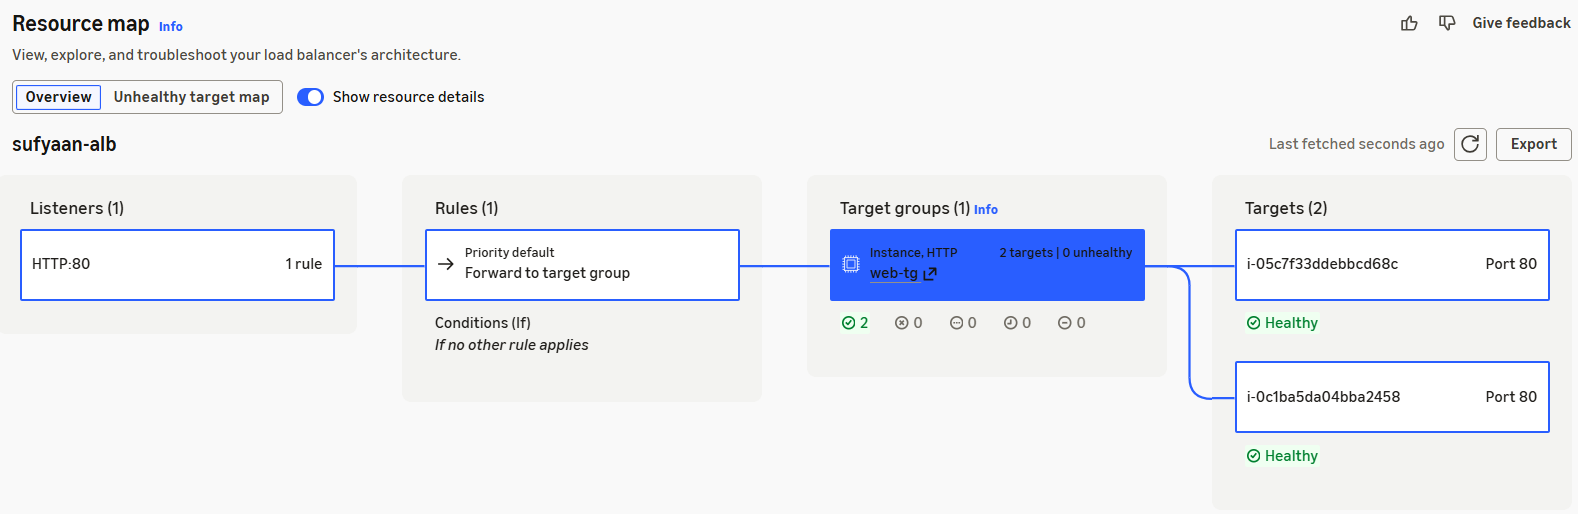 Resource map Info
Give feedback
View, explore, and troubleshoot your load balancer's architecture.
Overview Unhealthy target map Show resource details
sufyaan-alb
Last fetched seconds ago Export
Listeners (1)
HTTP:80 1 rule
Rules (1)
Priority default
Forward to target group
Conditions (If)
If no other rule applies
Target groups (1) Info
Instance, HTTP 2 targets | 0 unhealthy
web-tg
2 0 0 0 0
Targets (2)
i-05c7f33ddebbcd68c Port 80
Healthy
i-0c1ba5da04bba2458 Port 80
Healthy